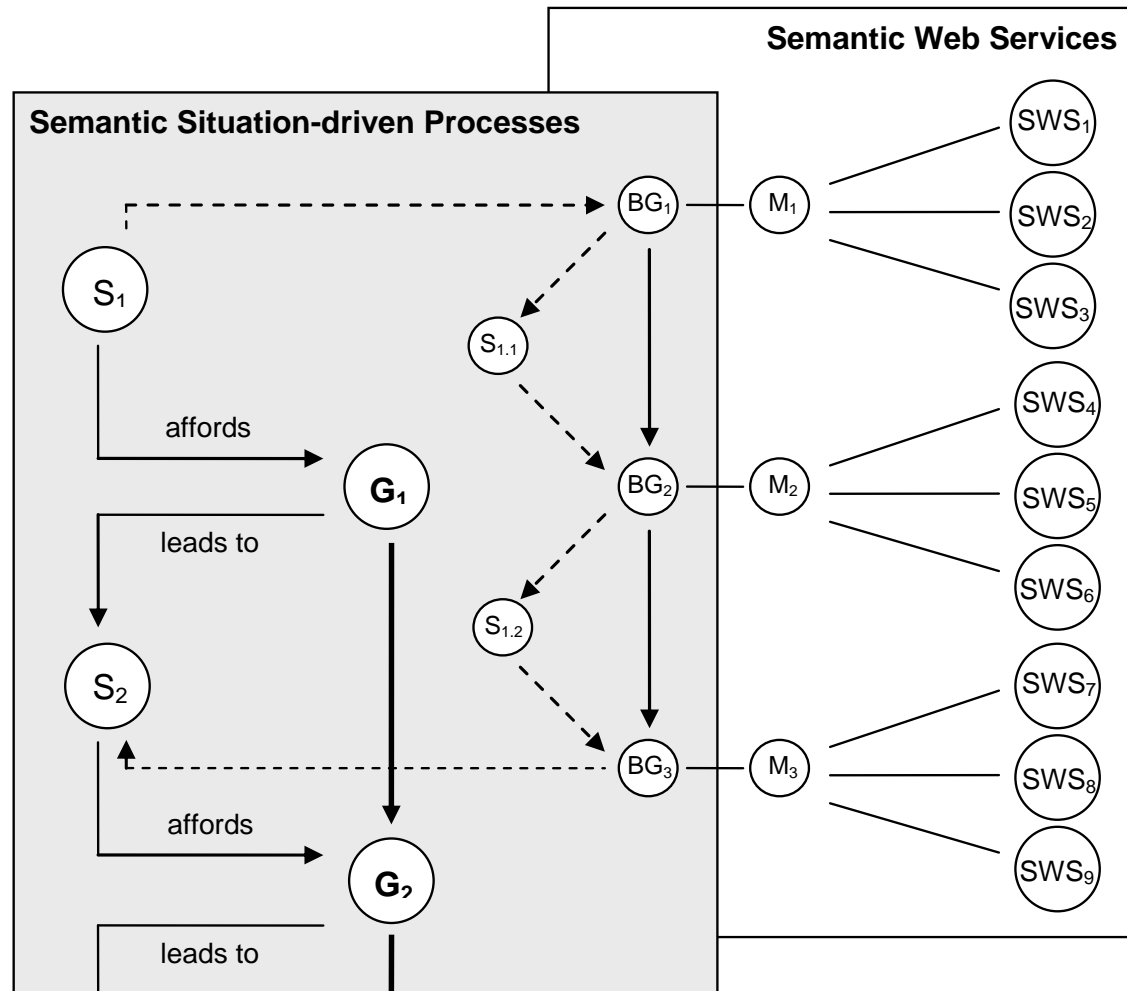 Semantic Web Services
Semantic Situation-driven Processes
SWS₁
BG₁
M₁
SWS₂
S₁
SWS₃
S₁.₁
SWS₄
affords
G₁
BG₂
M₂
SWS₅
leads to
SWS₆
S₁.₂
S₂
SWS₇
BG₃
M₃
SWS₈
affords
G₂
SWS₉
leads to